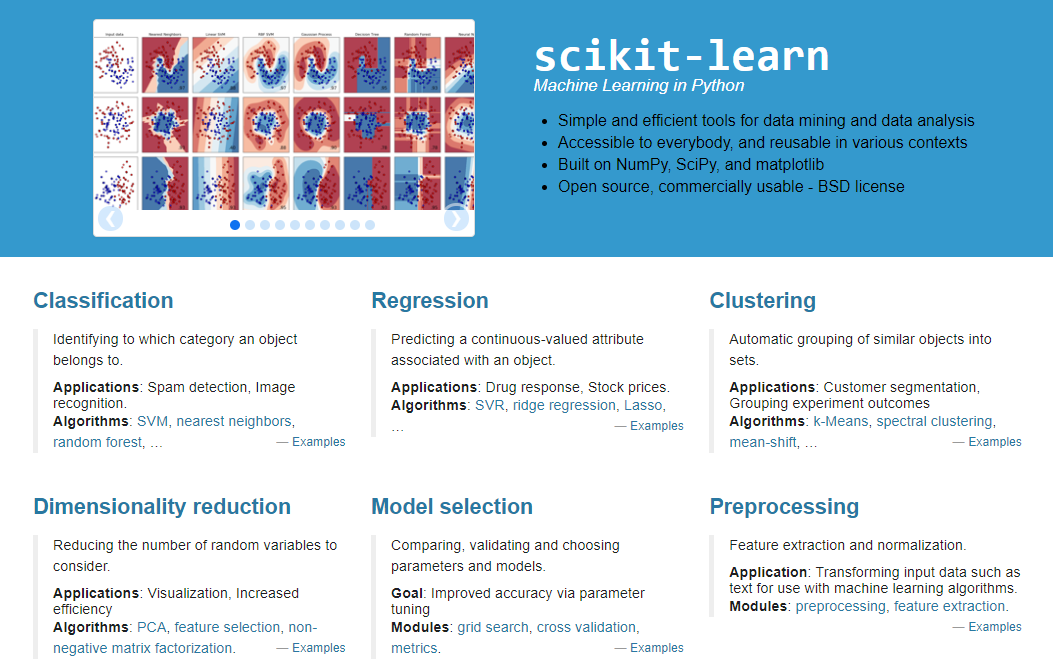 Input data Nearest Neighbors Linear SVM RBF SVM Gaussian Process Decision Tree Random Forest
scikit-learn
Machine Learning in Python
Simple and efficient tools for data mining and data analysis
Accessible to everybody, and reusable in various contexts
Built on NumPy, SciPy, and matplotlib
Open source, commercially usable - BSD license
Classification
Identifying to which category an object
belongs to.
Applications: Spam detection, Image
recognition.
Algorithms: SVM, nearest neighbors,
random forest, … — Examples
Regression
Predicting a continuous-valued attribute
associated with an object.
Applications: Drug response, Stock prices.
Algorithms: SVR, ridge regression, Lasso,
… — Examples
Clustering
Automatic grouping of similar objects into
sets.
Applications: Customer segmentation,
Grouping experiment outcomes
Algorithms: k-Means, spectral clustering,
mean-shift, … — Examples
Dimensionality reduction
Reducing the number of random variables to
consider.
Applications: Visualization, Increased
efficiency
Algorithms: PCA, feature selection, non-
negative matrix factorization. — Examples
Model selection
Comparing, validating and choosing
parameters and models.
Goal: Improved accuracy via parameter
tuning
Modules: grid search, cross validation,
metrics. — Examples
Preprocessing
Feature extraction and normalization.
Application: Transforming input data such as
text for use with machine learning algorithms.
Modules: preprocessing, feature extraction.
— Examples